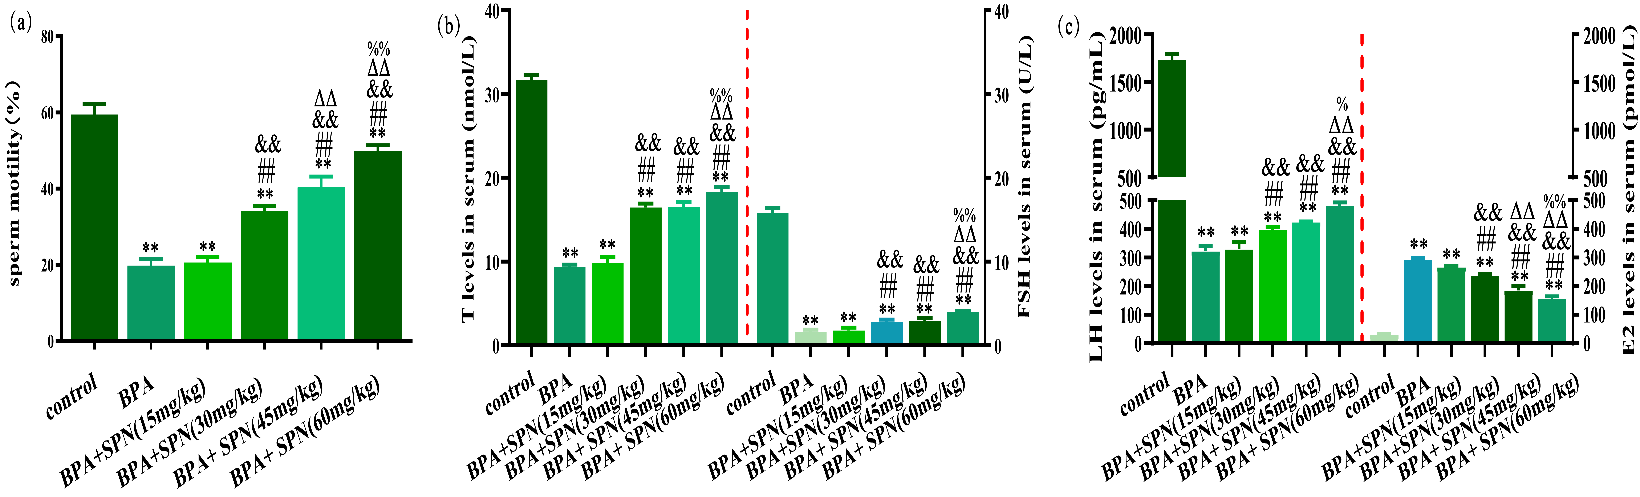 (a)
sperm motility(%)
80
60
40
20
0
**
**
&&
##
**
ΔΔ
&&
##
**
%%
ΔΔ
&&
##
**
control
BPA
BPA+SPN(15mg/kg)
BPA+SPN(30mg/kg)
BPA+ SPN(45mg/kg)
BPA+ SPN(60mg/kg)
(b)
T levels in scrum (nmol/L)
40
30
20
10
0
**
**
&&
##
**
&&
##
**
%%
ΔΔ
&&
##
**
**
**
&&
##
**
&&
##
**
%%
ΔΔ
&&
##
**
40
30
20
10
0
FSH levels in serum (U/L)
control
BPA
BPA+SPN(15mg/kg)
BPA+SPN(30mg/kg)
BPA+ SPN(45mg/kg)
BPA+ SPN(60mg/kg)
control
BPA
BPA+SPN(15mg/kg)
BPA+SPN(30mg/kg)
BPA+ SPN(45mg/kg)
BPA+ SPN(60mg/kg)
(c)
LH levels in scrum (pg/mL)
2000
1500
1000
500
500
400
300
200
100
0
**
**
&&
##
**
&&
##
**
%
ΔΔ
&&
##
**
**
**
&&
##
**
ΔΔ
&&
##
**
%%
ΔΔ
&&
##
**
2000
1500
1000
500
500
400
300
200
100
0
E2 levels in serum (pmol/L)
control
BPA
BPA+SPN(15mg/kg)
BPA+SPN(30mg/kg)
BPA+ SPN(45mg/kg)
BPA+ SPN(60mg/kg)
control
BPA
BPA+SPN(15mg/kg)
BPA+SPN(30mg/kg)
BPA+ SPN(45mg/kg)
BPA+ SPN(60mg/kg)